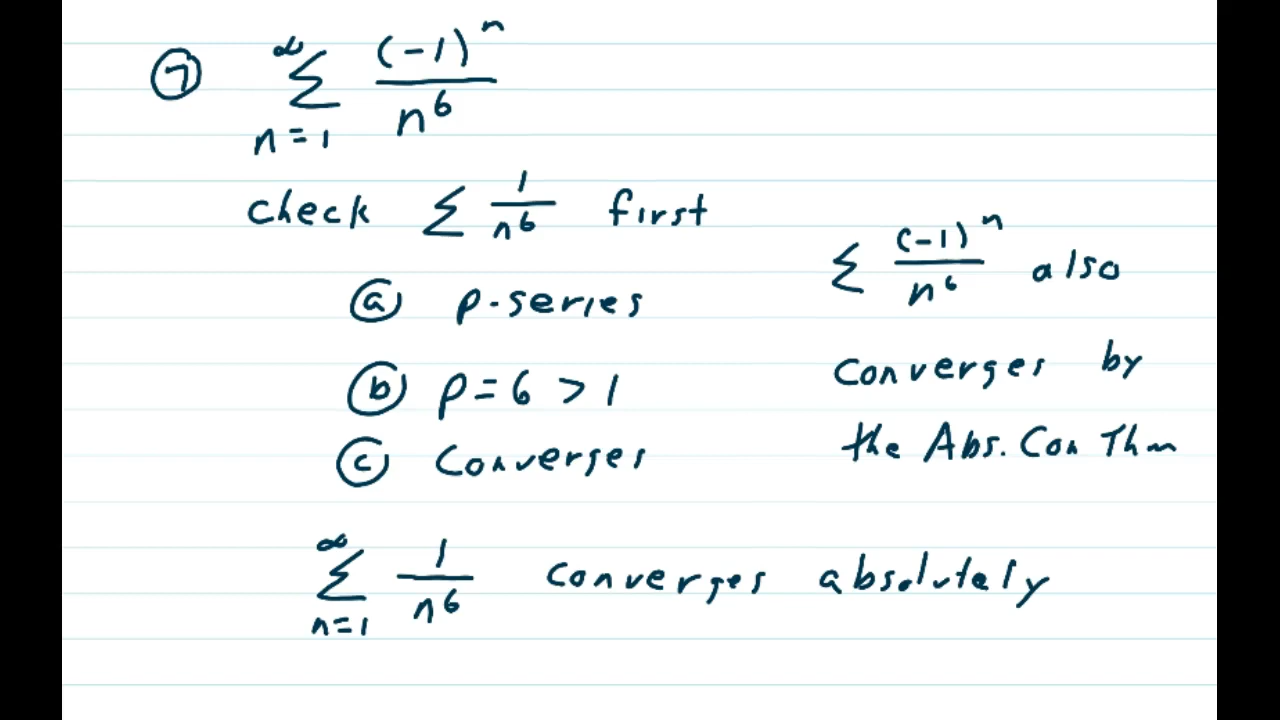 ⑦ ∞ ∑ n=1 (-1)^n / n^6
check ∑ 1/n^6 first
ⓐ p-series
ⓑ p = 6 > 1
ⓒ Converges
∑ (-1)^n / n^6 also
Converges by
the Abs. Con Thm
∞ ∑ n=1 1/n^6 converges absolutely